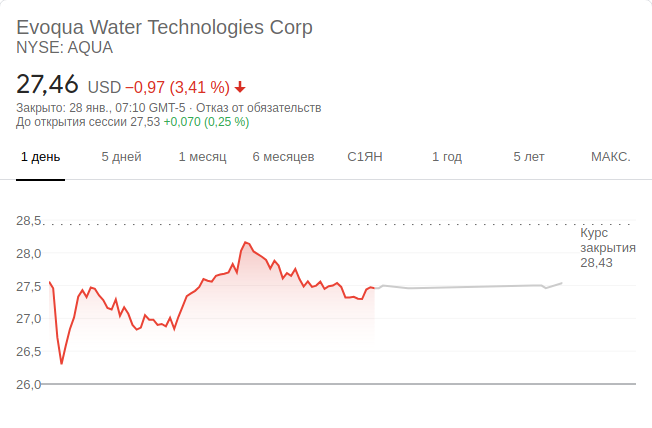 Evoqua Water Technologies Corp
NYSE: AQUA
27,46 USD −0,97 (3,41 %)
Закрыто: 28 янв., 07:10 GMT-5 · Отказ от обязательств
До открытия сессии 27,53 +0,070 (0,25 %)
1 день 5 дней 1 месяц 6 месяцев С1ЯН 1 год 5 лет МАКС.
28,5
Курс
закрытия
28,43
28,0
27,5
27,0
26,5
26,0